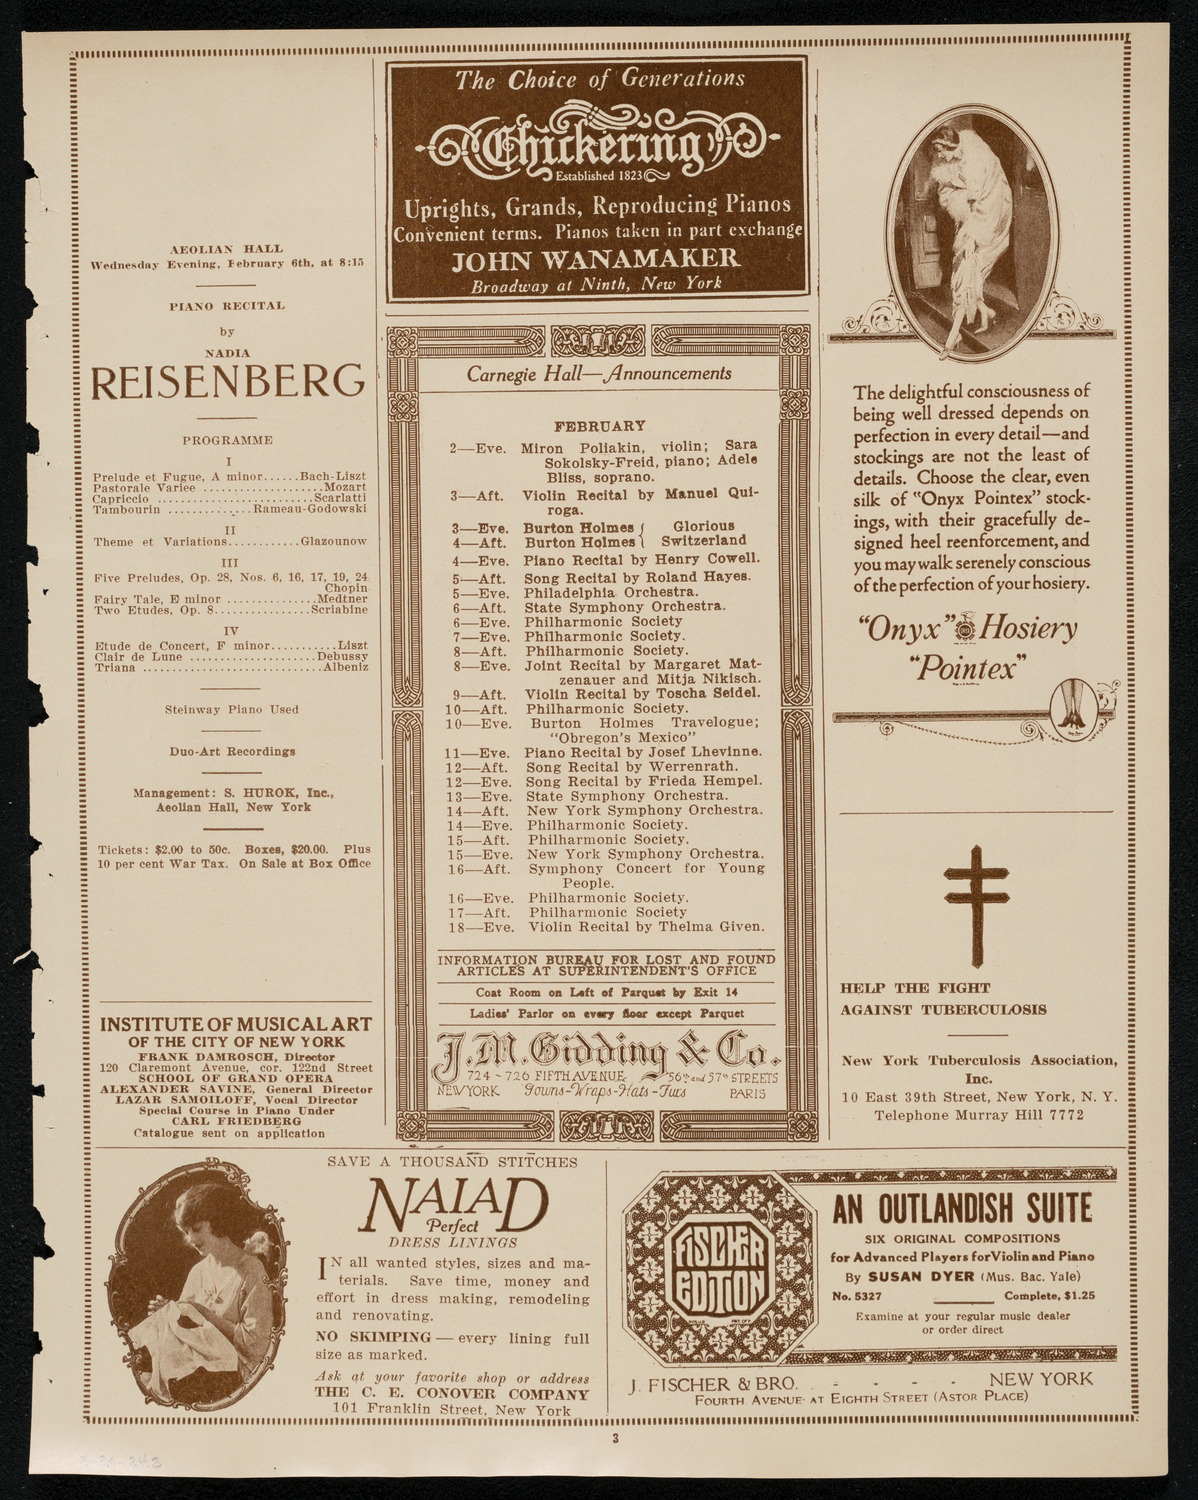 AEOLIAN HALL
Wednesday Evening, February 6th, at 8:15
PIANO RECITAL
by
NADIA
REISENBERG
PROGRAMME
I
Prelude et Fugue, A minor......Bach-Liszt
Pastorale Variee .....................Mozart
Capriccio ...........................Scarlatti
Tambourin ..............Rameau-Godowski
II
Theme et Variations............Glazounow
III
Five Preludes, Op. 28, Nos. 6, 16, 17, 19, 24
Chopin
Fairy Tale, E minor ...............Medtner
Two Etudes, Op. 8................Scriabine
IV
Etude de Concert, F minor...........Liszt
Clair de Lune .....................Debussy
Triana ..............................Albeniz
Steinway Piano Used
Duo-Art Recordings
Management: S. HUROK, Inc.,
Aeolian Hall, New York
Tickets: $2.00 to 50c. Boxes, $20.00. Plus
10 per cent War Tax. On Sale at Box Office
INSTITUTE OF MUSICAL ART
OF THE CITY OF NEW YORK
FRANK DAMROSCH, Director
120 Claremont Avenue, cor. 122nd Street
SCHOOL OF GRAND OPERA
ALEXANDER SAVINE, General Director
LAZAR SAMOILOFF, Vocal Director
Special Course in Piano Under
CARL FRIEDBERG
Catalogue sent on application
The Choice of Generations
Chickering
Established 1823
Uprights, Grands, Reproducing Pianos
Convenient terms. Pianos taken in part exchange
JOHN WANAMAKER
Broadway at Ninth, New York
Carnegie Hall—Announcements
FEBRUARY
2—Eve. Miron Poliakin, violin; Sara
Sokolsky-Freid, piano; Adele
Bliss, soprano.
3—Aft. Violin Recital by Manuel Qui-
roga.
3—Eve. Burton Holmes { Glorious
4—Aft. Burton Holmes { Switzerland
4—Eve. Piano Recital by Henry Cowell.
5—Aft. Song Recital by Roland Hayes.
5—Eve. Philadelphia Orchestra.
6—Aft. State Symphony Orchestra.
6—Eve. Philharmonic Society
7—Eve. Philharmonic Society.
8—Aft. Philharmonic Society.
8—Eve. Joint Recital by Margaret Mat-
zenauer and Mitja Nikisch.
9—Aft. Violin Recital by Toscha Seidel.
10—Aft. Philharmonic Society.
10—Eve. Burton Holmes Travelogue;
"Obregon's Mexico"
11—Eve. Piano Recital by Josef Lhevinne.
12—Aft. Song Recital by Werrenrath.
12—Eve. Song Recital by Frieda Hempel.
13—Eve. State Symphony Orchestra.
14—Aft. New York Symphony Orchestra.
14—Eve. Philharmonic Society.
15—Aft. Philharmonic Society.
15—Eve. New York Symphony Orchestra.
16—Aft. Symphony Concert for Young
People.
16—Eve. Philharmonic Society.
17—Aft. Philharmonic Society
18—Eve. Violin Recital by Thelma Given.
INFORMATION BUREAU FOR LOST AND FOUND
ARTICLES AT SUPERINTENDENT'S OFFICE
Coat Room on Left of Parquet by Exit 14
Ladies' Parlor on every floor except Parquet
J.M. Gidding & Co.
724 - 726 FIFTH AVENUE, 56th and 57th STREETS
NEW YORK Gowns-Wraps-Hats-Furs PARIS
The delightful consciousness of
being well dressed depends on
perfection in every detail—and
stockings are not the least of
details. Choose the clear, even
silk of "Onyx Pointex" stock-
ings, with their gracefully de-
signed heel reenforcement, and
you may walk serenely conscious
of the perfection of your hosiery.
"Onyx" Hosiery
"Pointex"
HELP THE FIGHT
AGAINST TUBERCULOSIS
New York Tuberculosis Association,
Inc.
10 East 39th Street, New York, N. Y.
Telephone Murray Hill 7772
SAVE A THOUSAND STITCHES
NAIAD
Perfect
DRESS LININGS
IN all wanted styles, sizes and ma-
terials. Save time, money and
effort in dress making, remodeling
and renovating.
NO SKIMPING—every lining full
size as marked.
Ask at your favorite shop or address
THE C. E. CONOVER COMPANY
101 Franklin Street, New York
FISCHER
EDITION
AN OUTLANDISH SUITE
SIX ORIGINAL COMPOSITIONS
for Advanced Players for Violin and Piano
By SUSAN DYER (Mus. Bac. Yale)
No. 5327 Complete, $1.25
Examine at your regular music dealer
or order direct
J. FISCHER & BRO. - - - - NEW YORK
FOURTH AVENUE AT EIGHTH STREET (ASTOR PLACE)
3